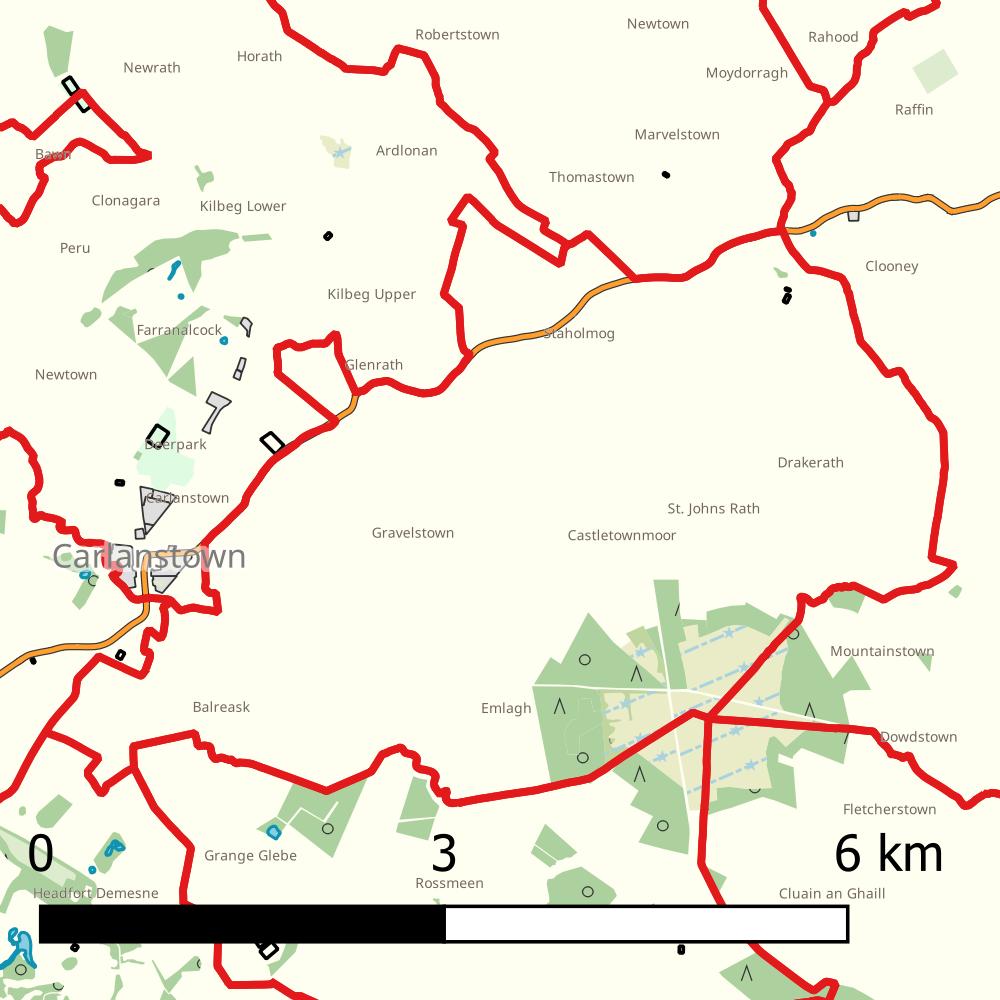 Newtown
Robertstown
Rahood
Horath
Newrath
Moydorragh
Raffin
Marvelstown
Bawn
Ardlonan
Thomastown
Clonagara
Kilbeg Lower
Peru
Clooney
Kilbeg Upper
Farranalcock
Staholmog
Glenrath
Newtown
Deerpark
Drakerath
Carlanstown
St. Johns Rath
Gravelstown
Castletownmoor
Carlanstown
Mountainstown
Balreask
Emlagh
Dowdstown
Fletcherstown
0 3 6 km
Grange Glebe
Rossmeen
Headfort Demesne
Cluain an Ghaill